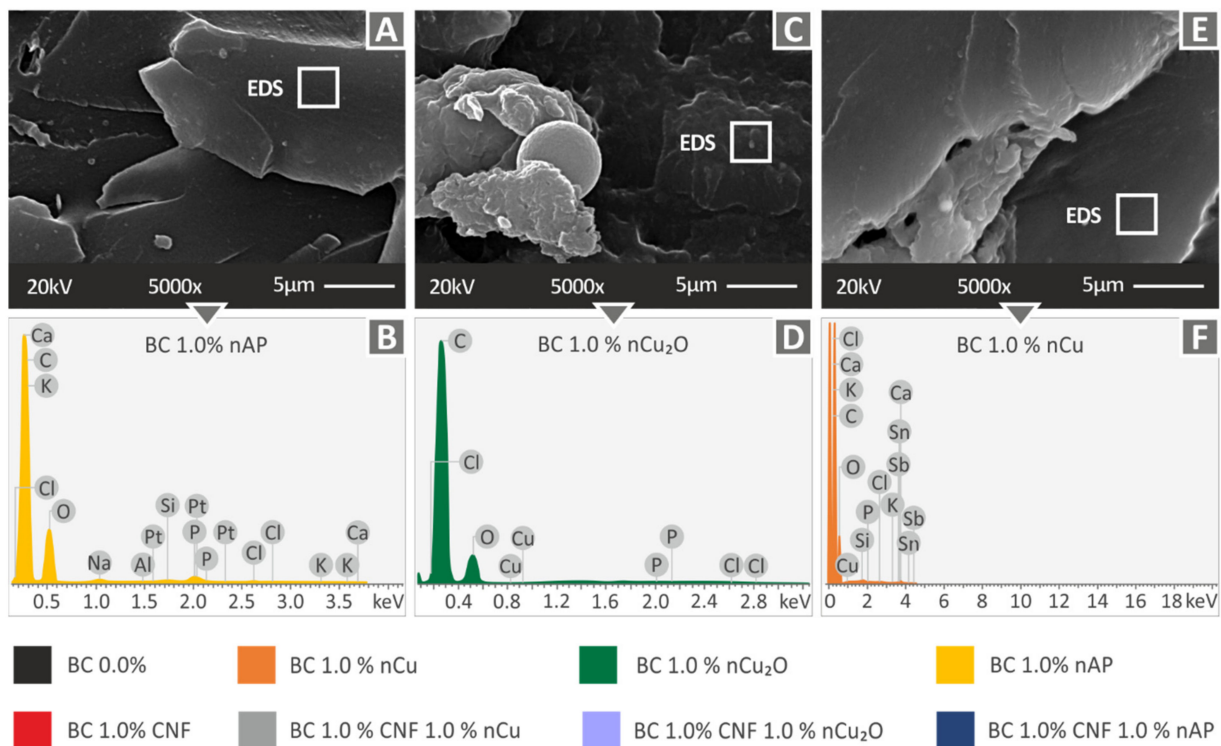 A
EDS
20kV 5000x 5μm
C
EDS
20kV 5000x 5μm
E
EDS
20kV 5000x 5μm
B
BC 1.0% nAP
Ca
C
K
Cl
O
Na
Al
Pt
Si
Pt
P
P
Pt
Cl
Cl
K
K
Ca
0.5 1.0 1.5 2.0 2.5 3.0 3.5 keV
D
BC 1.0 % nCu₂O
C
Cl
O
Cu
Cu
P
P
Cl
Cl
0.4 0.8 1.2 1.6 2.0 2.4 2.8 keV
F
BC 1.0 % nCu
Cl
Ca
K
C
O
Cu
Si
P
Cl
K
Ca
Sn
Sb
Sb
Sn
0 2 4 6 8 10 12 14 16 18 keV
BC 0.0%
BC 1.0 % nCu
BC 1.0 % nCu₂O
BC 1.0% nAP
BC 1.0% CNF
BC 1.0 % CNF 1.0 % nCu
BC 1.0% CNF 1.0 % nCu₂O
BC 1.0% CNF 1.0 % nAP